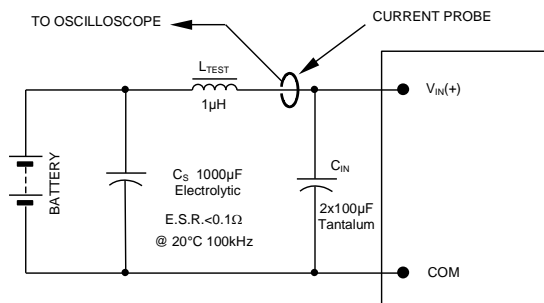 TO OSCILLOSCOPE
CURRENT PROBE
LTEST
1µH
VIN(+)
BATTERY
CS 1000µF
Electrolytic
E.S.R.<0.1Ω
@ 20°C 100kHz
CIN
2x100µF
Tantalum
COM